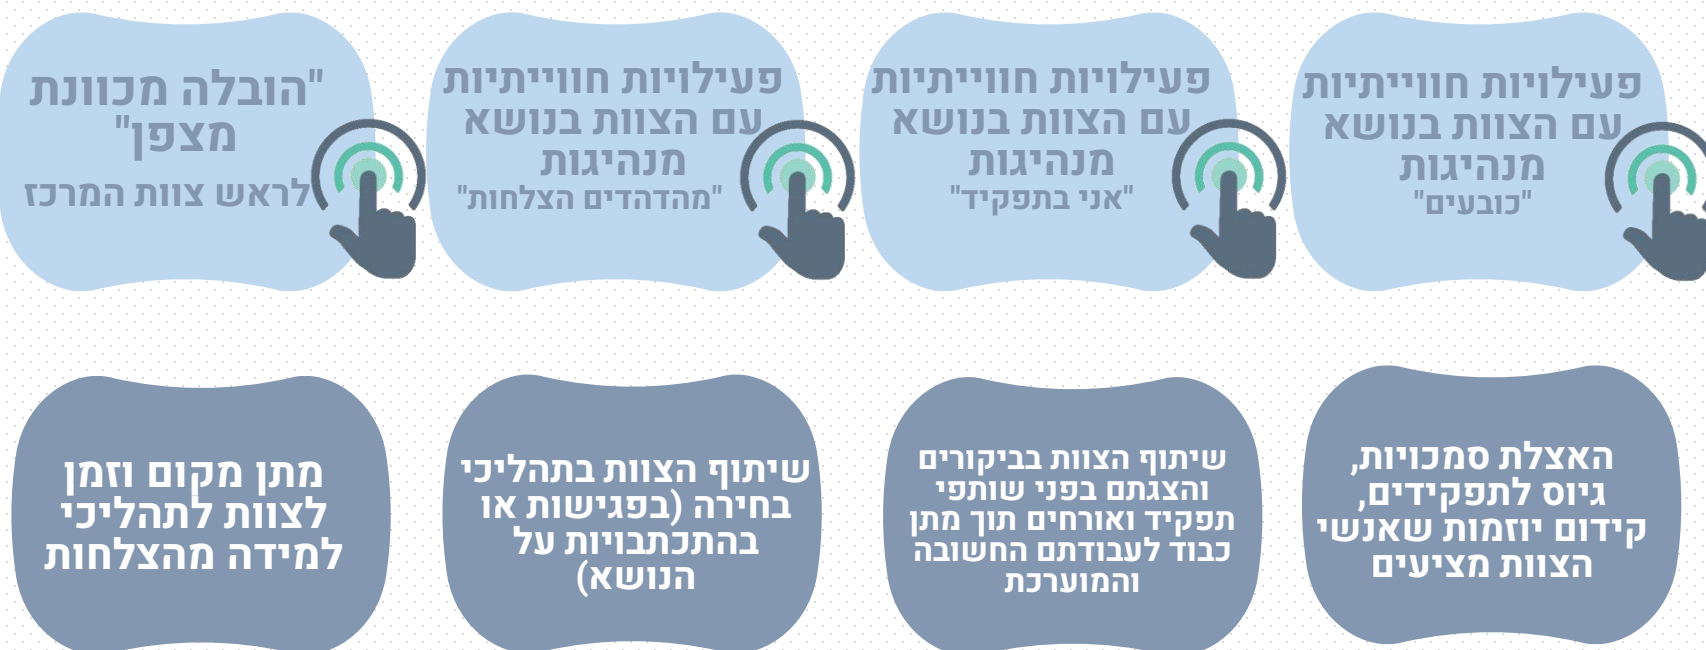 פעילויות חווייתיות
עם הצוות בנושא
מנהיגות
"כובעים"
פעילויות חווייתיות
עם הצוות בנושא
מנהיגות
"אני בתפקיד"
פעילויות חווייתיות
עם הצוות בנושא
מנהיגות
"מהדהדים הצלחות"
"הובלה מכוונת
מצפן"
לראש צוות המרכז
האצלת סמכויות,
גיוס לתפקידים,
קידום יוזמות שאנשי
הצוות מציעים
שיתוף הצוות בביקורים
והצגתם בפני שותפי
תפקיד ואורחים תוך מתן
כבוד לעבודתם החשובה
והמוערכת
שיתוף הצוות בתהליכי
בחירה (בפגישות או
בהתכתבויות על
הנושא)
מתן מקום וזמן
לצוות לתהליכי
למידה מהצלחות